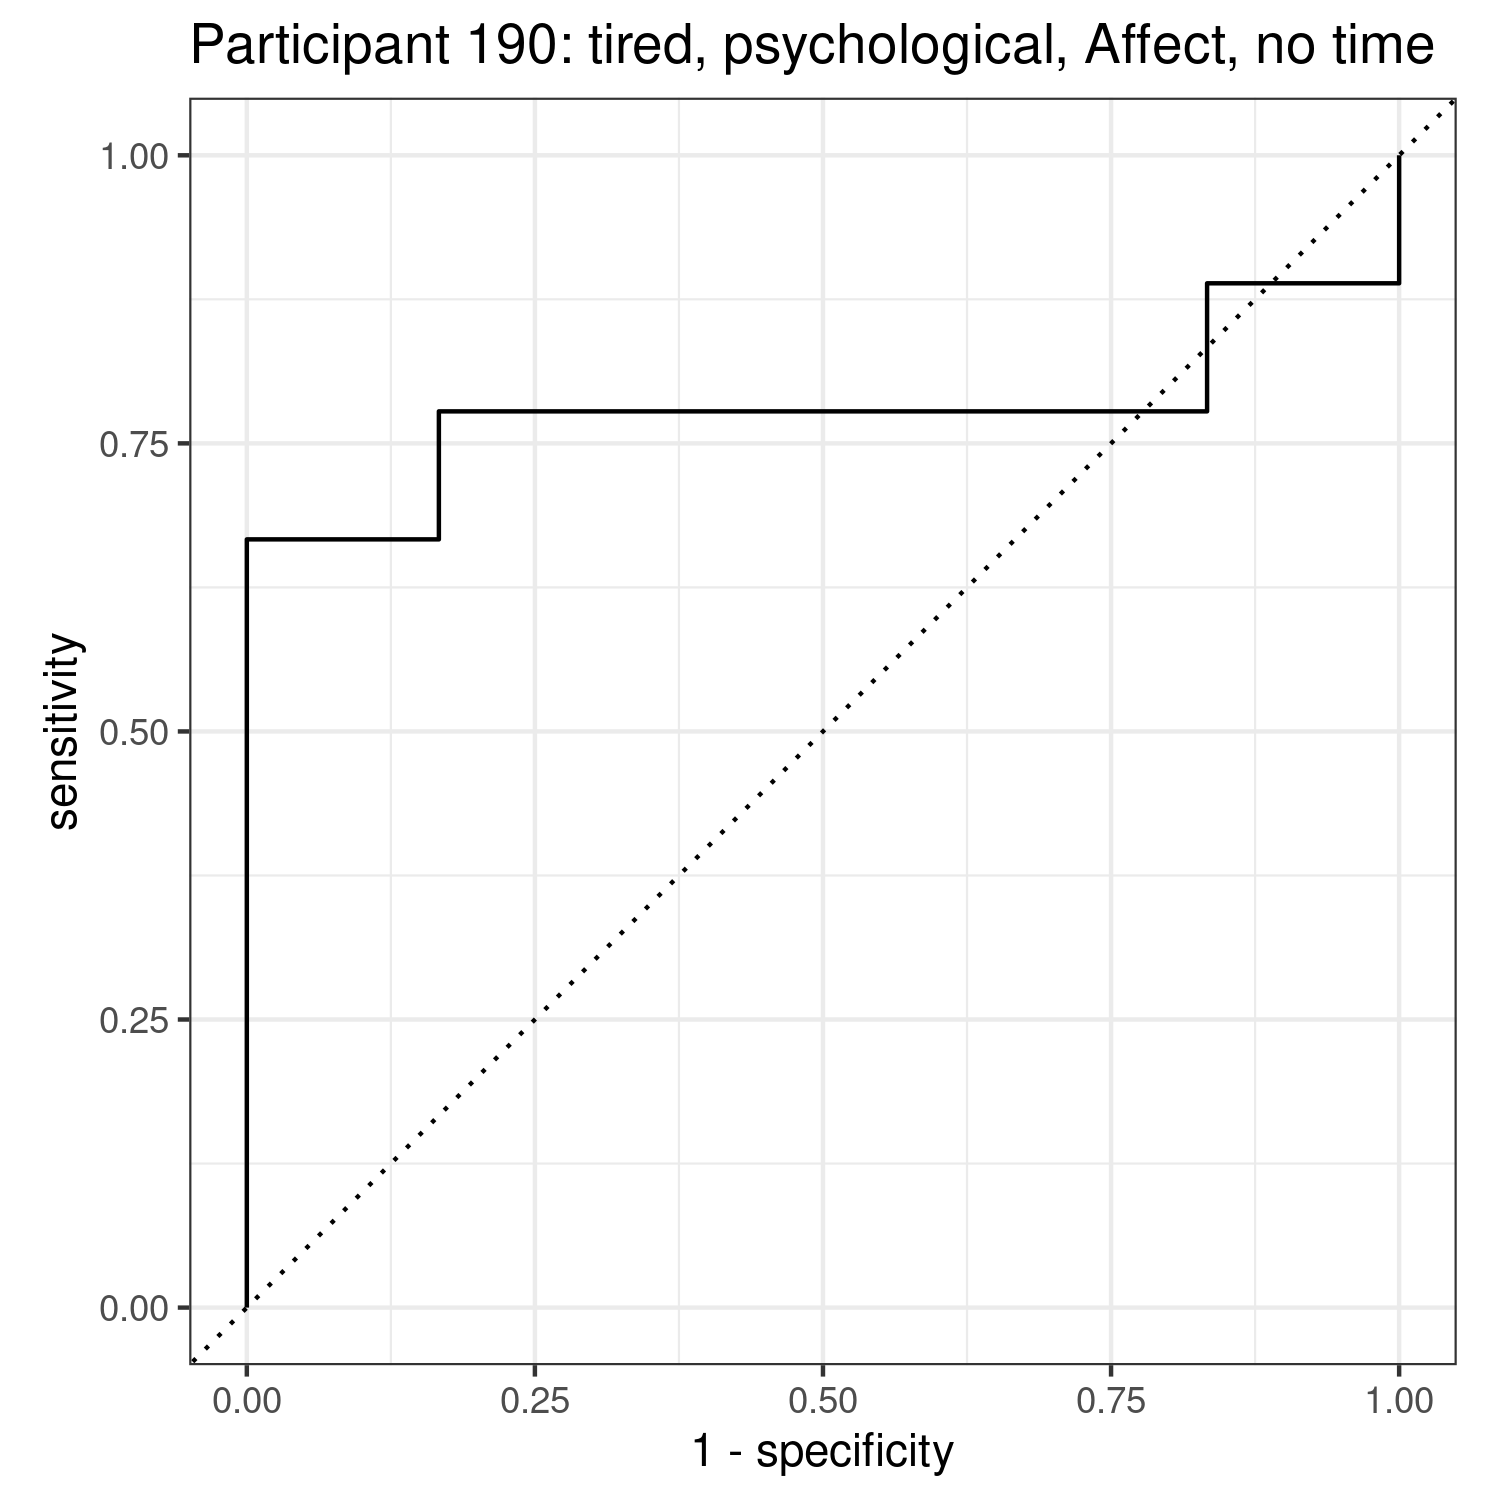 Participant 190: tired, psychological, Affect, no time
1.00
0.75
0.50
0.25
0.00
sensitivity
0.00 0.25 0.50 0.75 1.00
1 - specificity